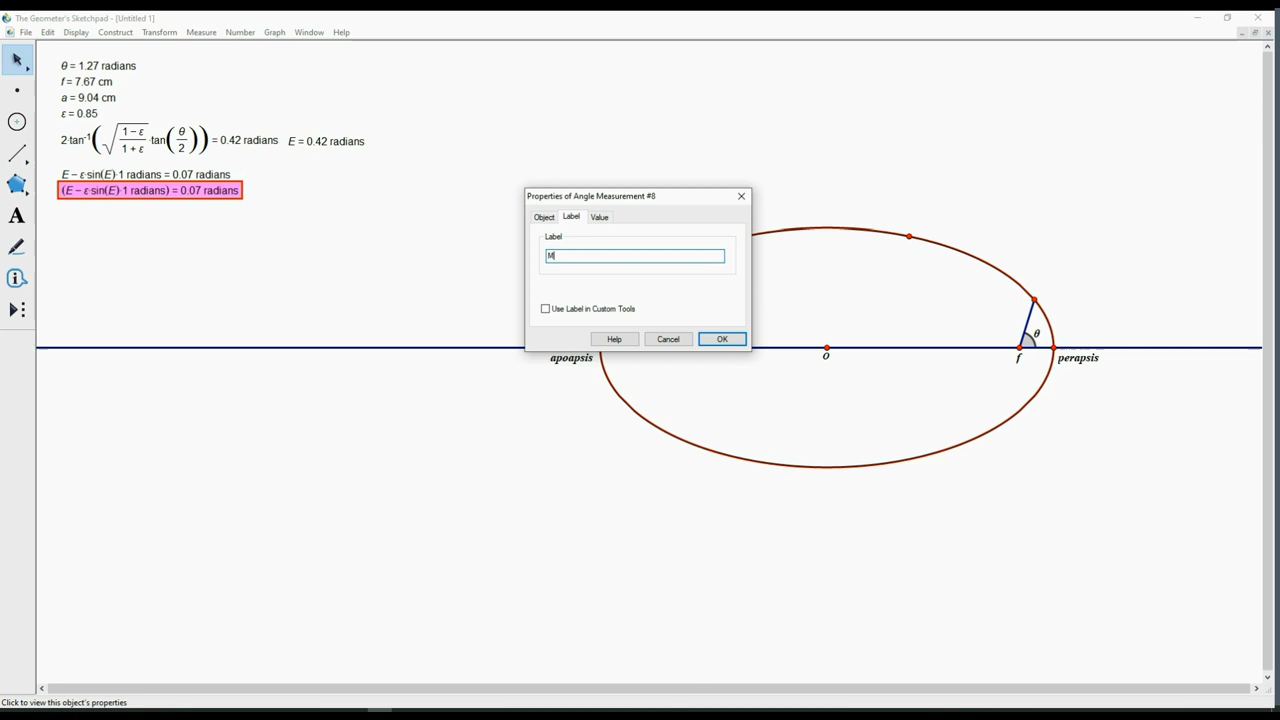 The Geometer's Sketchpad - [Untitled 1]
File Edit Display Construct Transform Measure Number Graph Window Help
θ = 1.27 radians
f = 7.67 cm
a = 9.04 cm
ε = 0.85
2·tan⁻¹(√((1 − ε)/(1 + ε))·tan(θ/2)) = 0.42 radians E = 0.42 radians
E − ε·sin(E)·1 radians = 0.07 radians
(E − ε·sin(E)·1 radians) = 0.07 radians
Properties of Angle Measurement #8
Object Label Value
Label
M
Use Label in Custom Tools
Help Cancel OK
θ
apoapsis O f perapsis
A
Click to view this object's properties